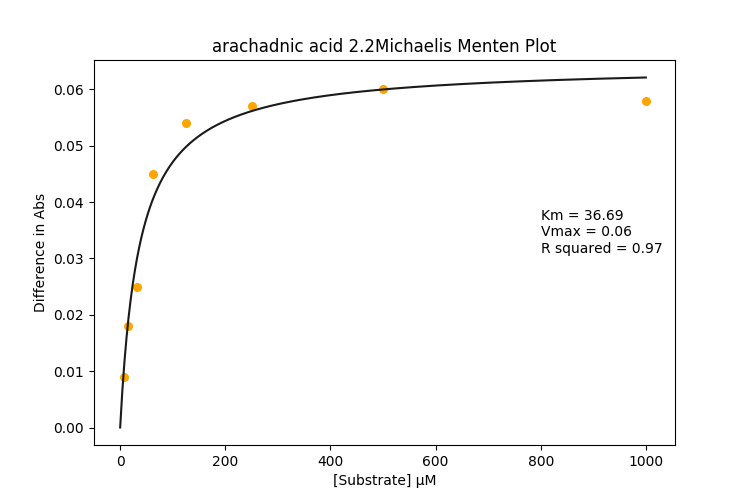 arachadnic acid 2.2Michaelis Menten Plot
0.06
0.05
0.04
0.03
0.02
0.01
0.00
Difference in Abs
Km = 36.69
Vmax = 0.06
R squared = 0.97
0 200 400 600 800 1000
[Substrate] μM